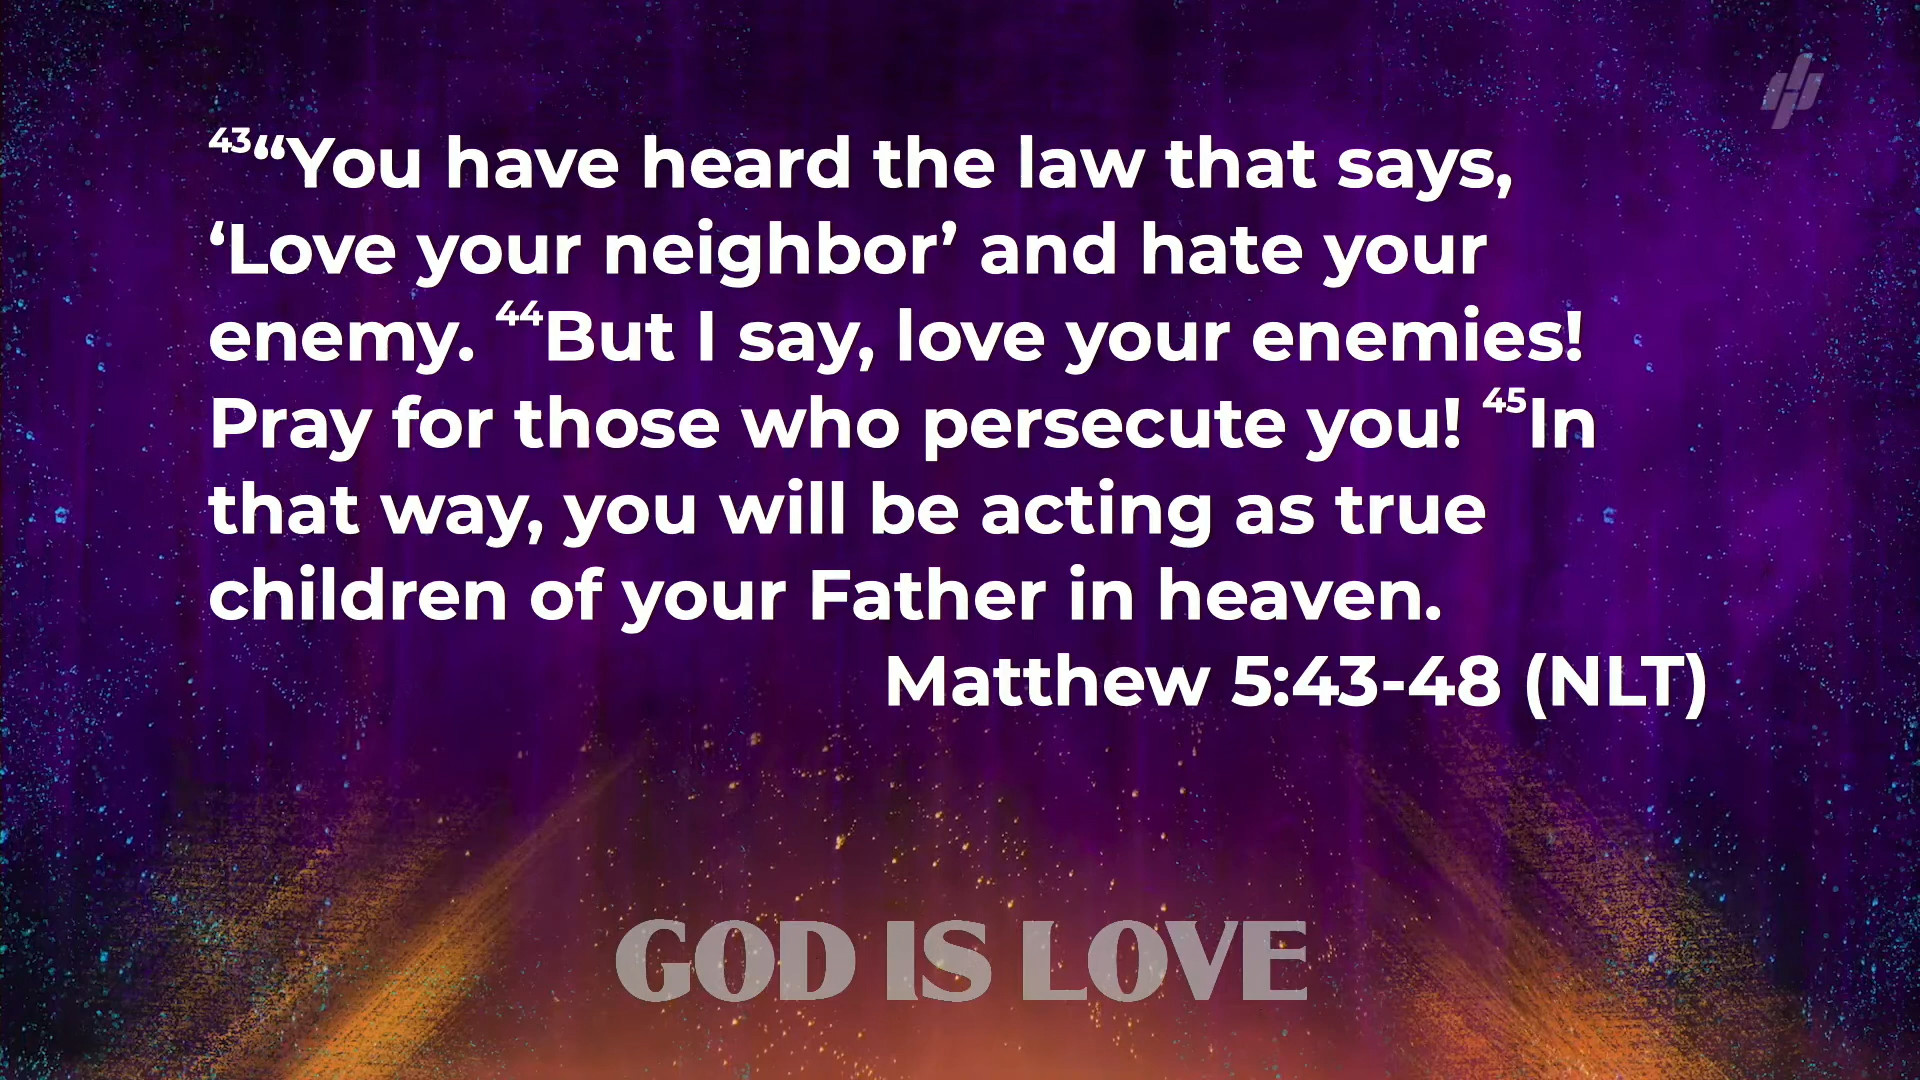 ⁴³“You have heard the law that says,
‘Love your neighbor’ and hate your
enemy. ⁴⁴But I say, love your enemies!
Pray for those who persecute you! ⁴⁵In
that way, you will be acting as true
children of your Father in heaven.
Matthew 5:43-48 (NLT)
GOD IS LOVE